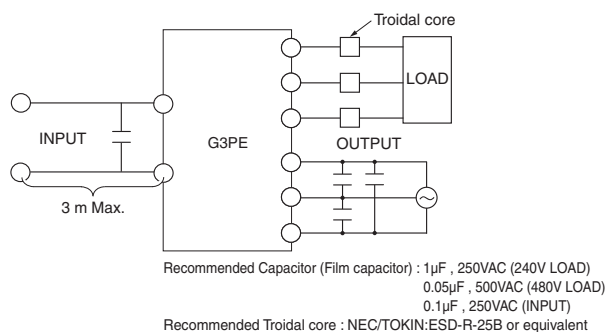 Troidal core
LOAD
INPUT
G3PE
OUTPUT
3 m Max.
Recommended Capacitor (Film capacitor) : 1μF , 250VAC (240V LOAD)
0.05μF , 500VAC (480V LOAD)
0.1μF , 250VAC (INPUT)
Recommended Troidal core : NEC/TOKIN:ESD-R-25B or equivalent